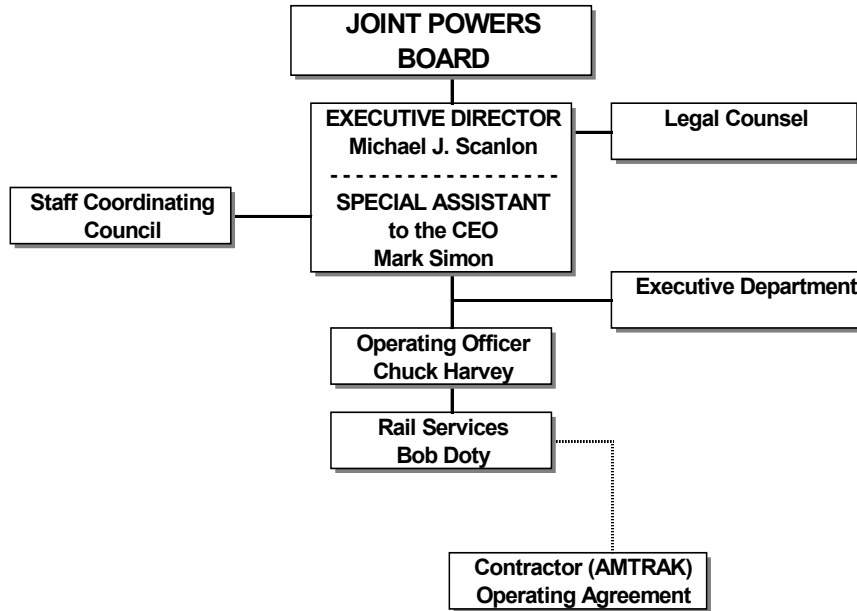 JOINT POWERS
BOARD
EXECUTIVE DIRECTOR
Michael J. Scanlon
SPECIAL ASSISTANT
to the CEO
Mark Simon
Legal Counsel
Staff Coordinating
Council
Executive Department
Operating Officer
Chuck Harvey
Rail Services
Bob Doty
Contractor (AMTRAK)
Operating Agreement